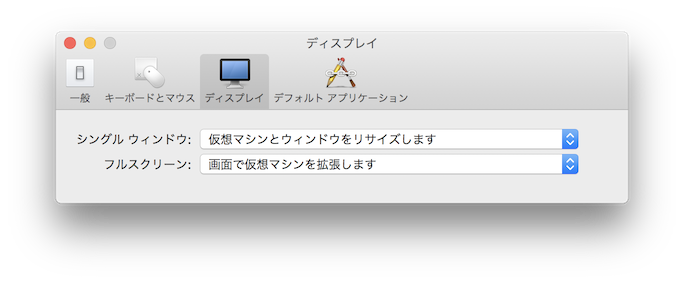 ディスプレイ
一般 キーボードとマウス ディスプレイ デフォルト アプリケーション
シングル ウィンドウ: 仮想マシンとウィンドウをリサイズします
フルスクリーン: 画面で仮想マシンを拡張します